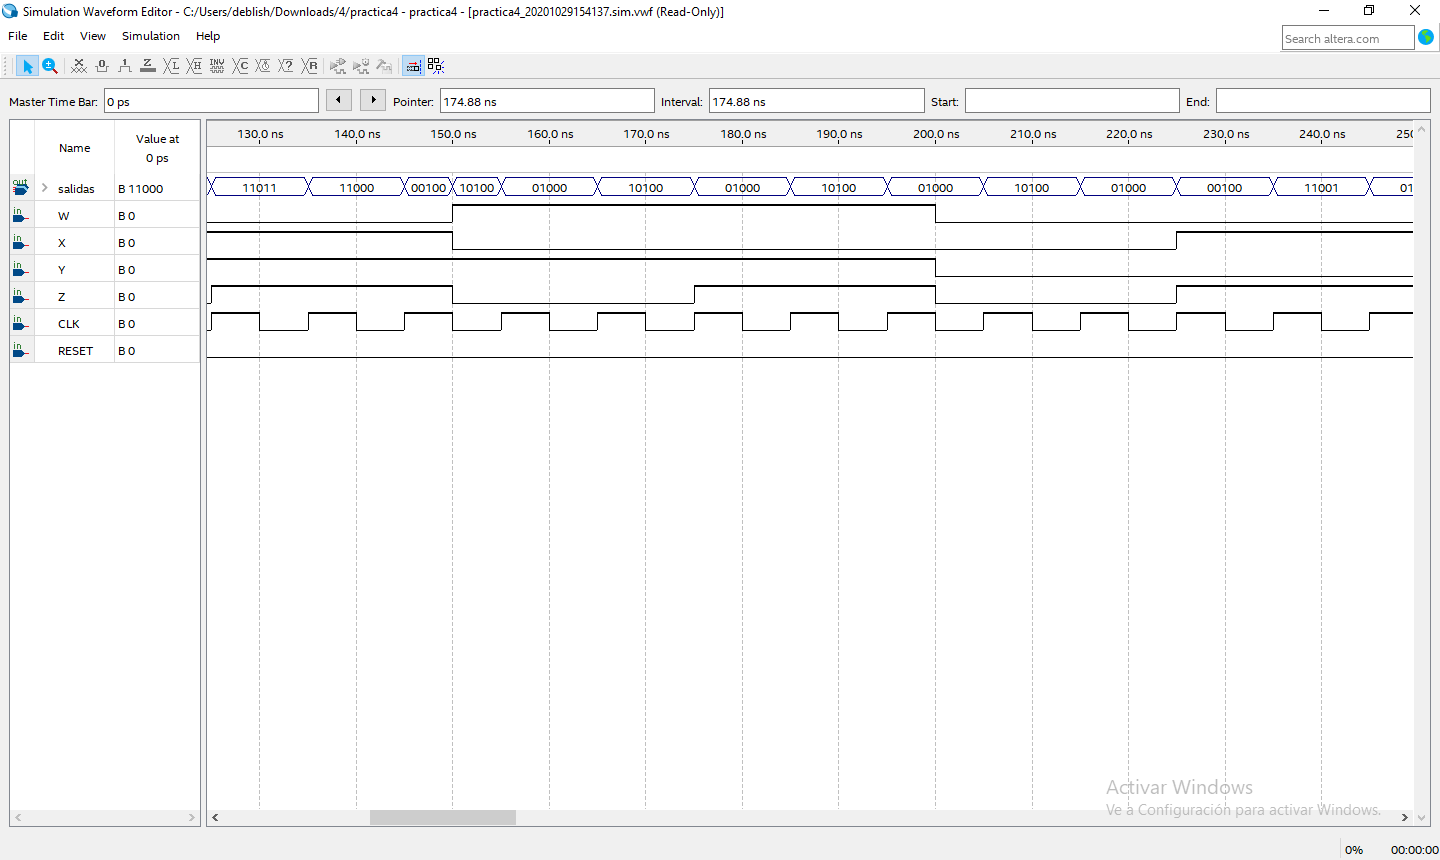 Simulation Waveform Editor - C:/Users/deblish/Downloads/4/practica4 - practica4 - [practica4_20201029154137.sim.vwf (Read-Only)]
File Edit View Simulation Help
Search altera.com
Master Time Bar: 0 ps Pointer: 174.88 ns Interval: 174.88 ns Start: End:
Name
Value at
0 ps
130.0 ns 140.0 ns 150.0 ns 160.0 ns 170.0 ns 180.0 ns 190.0 ns 200.0 ns 210.0 ns 220.0 ns 230.0 ns 240.0 ns 250
out salidas B 11000 11011 11000 00100 10100 01000 10100 01000 10100 01000 10100 01000 00100 11001 01
in W B 0
in X B 0
in Y B 0
in Z B 0
in CLK B 0
in RESET B 0
Activar Windows
Ve a Configuración para activar Windows.
0% 00:00:00